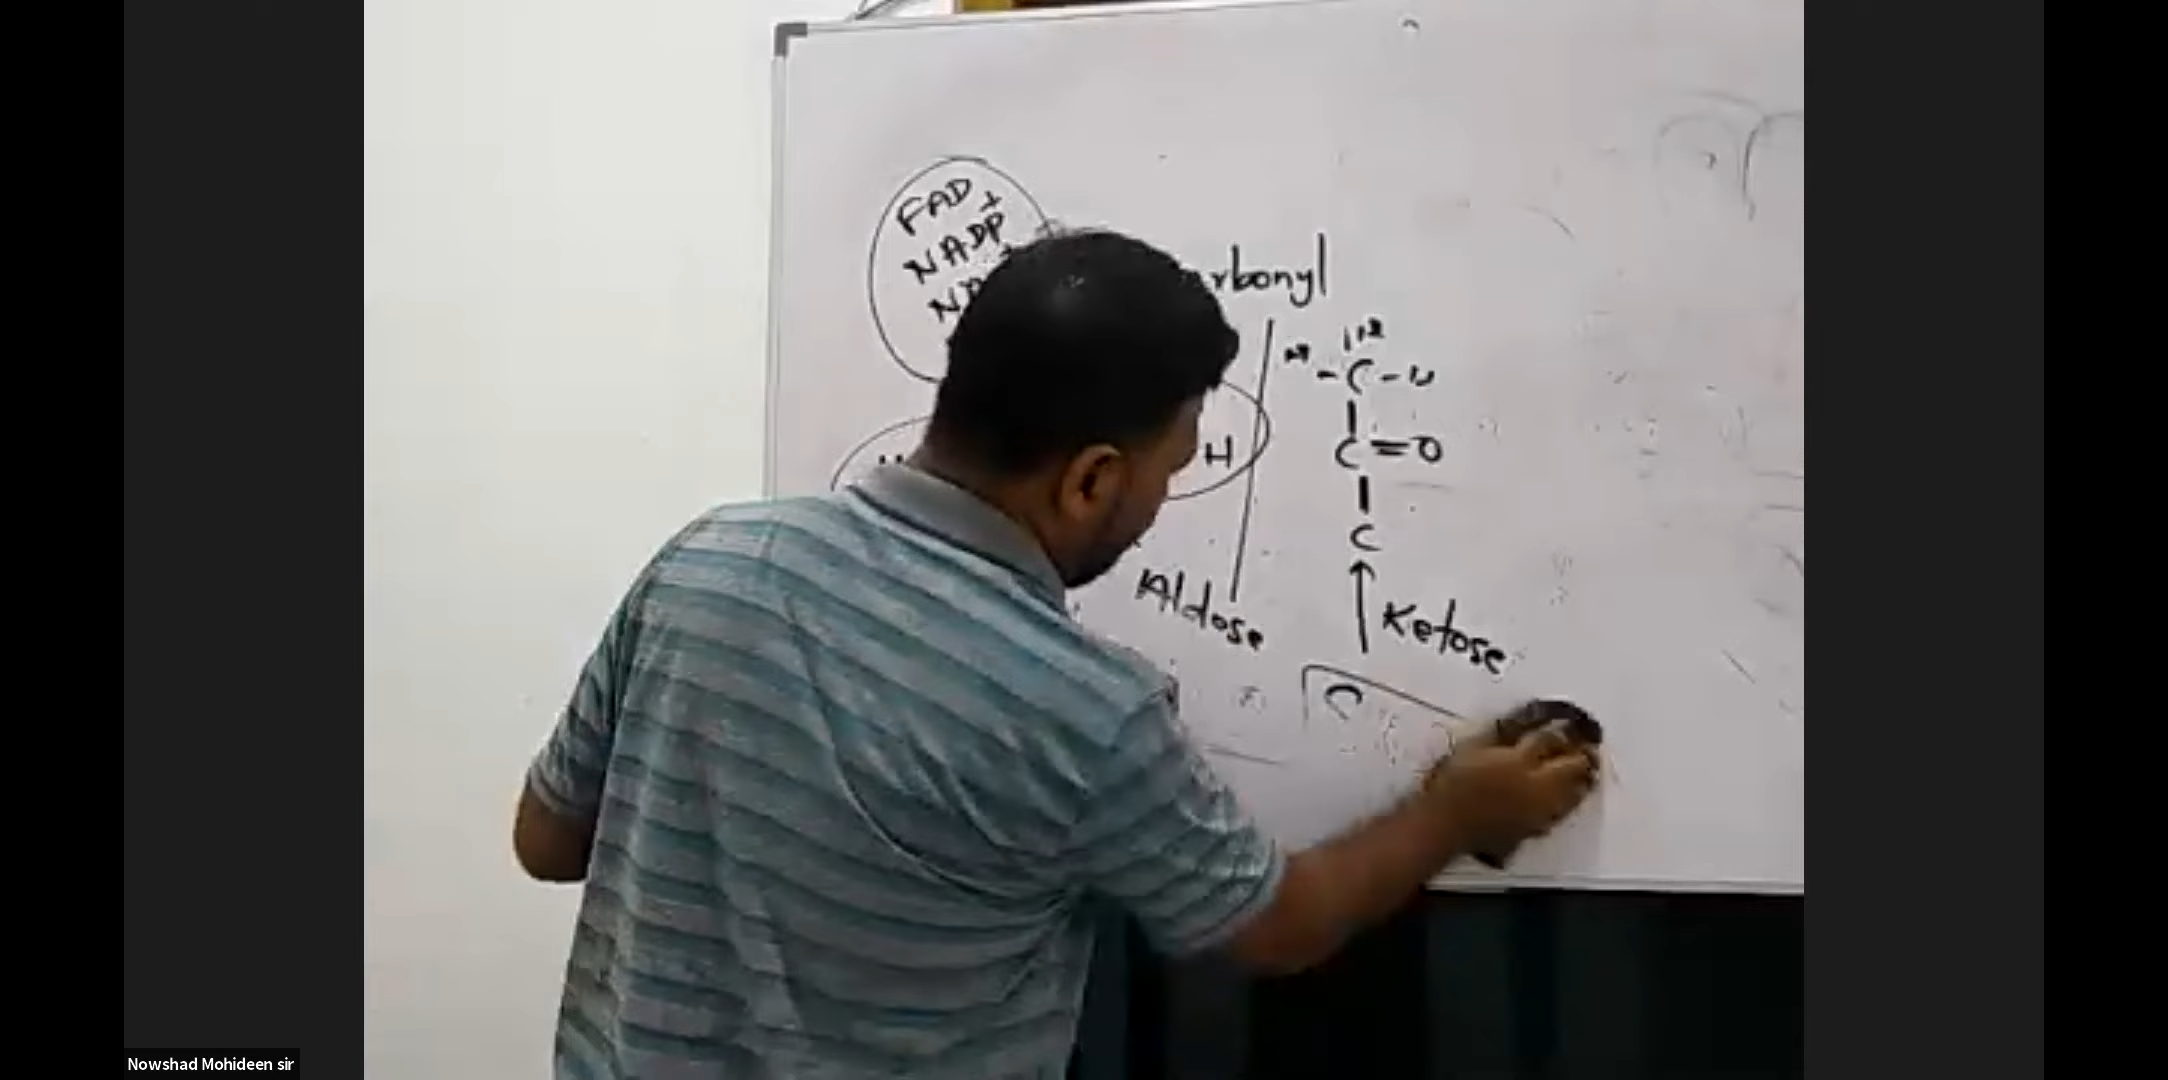 FAD
NADP+
rbonyl
C
C=O
C
H
Aldose
Ketose
C
Nowshad Mohideen sir